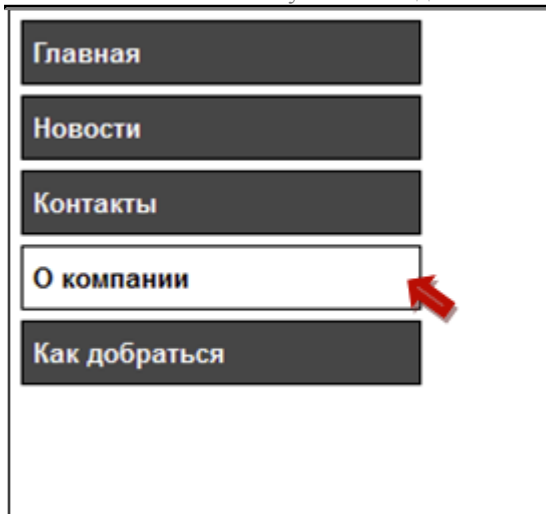 Главная
Новости
Контакты
О компании
Как добраться